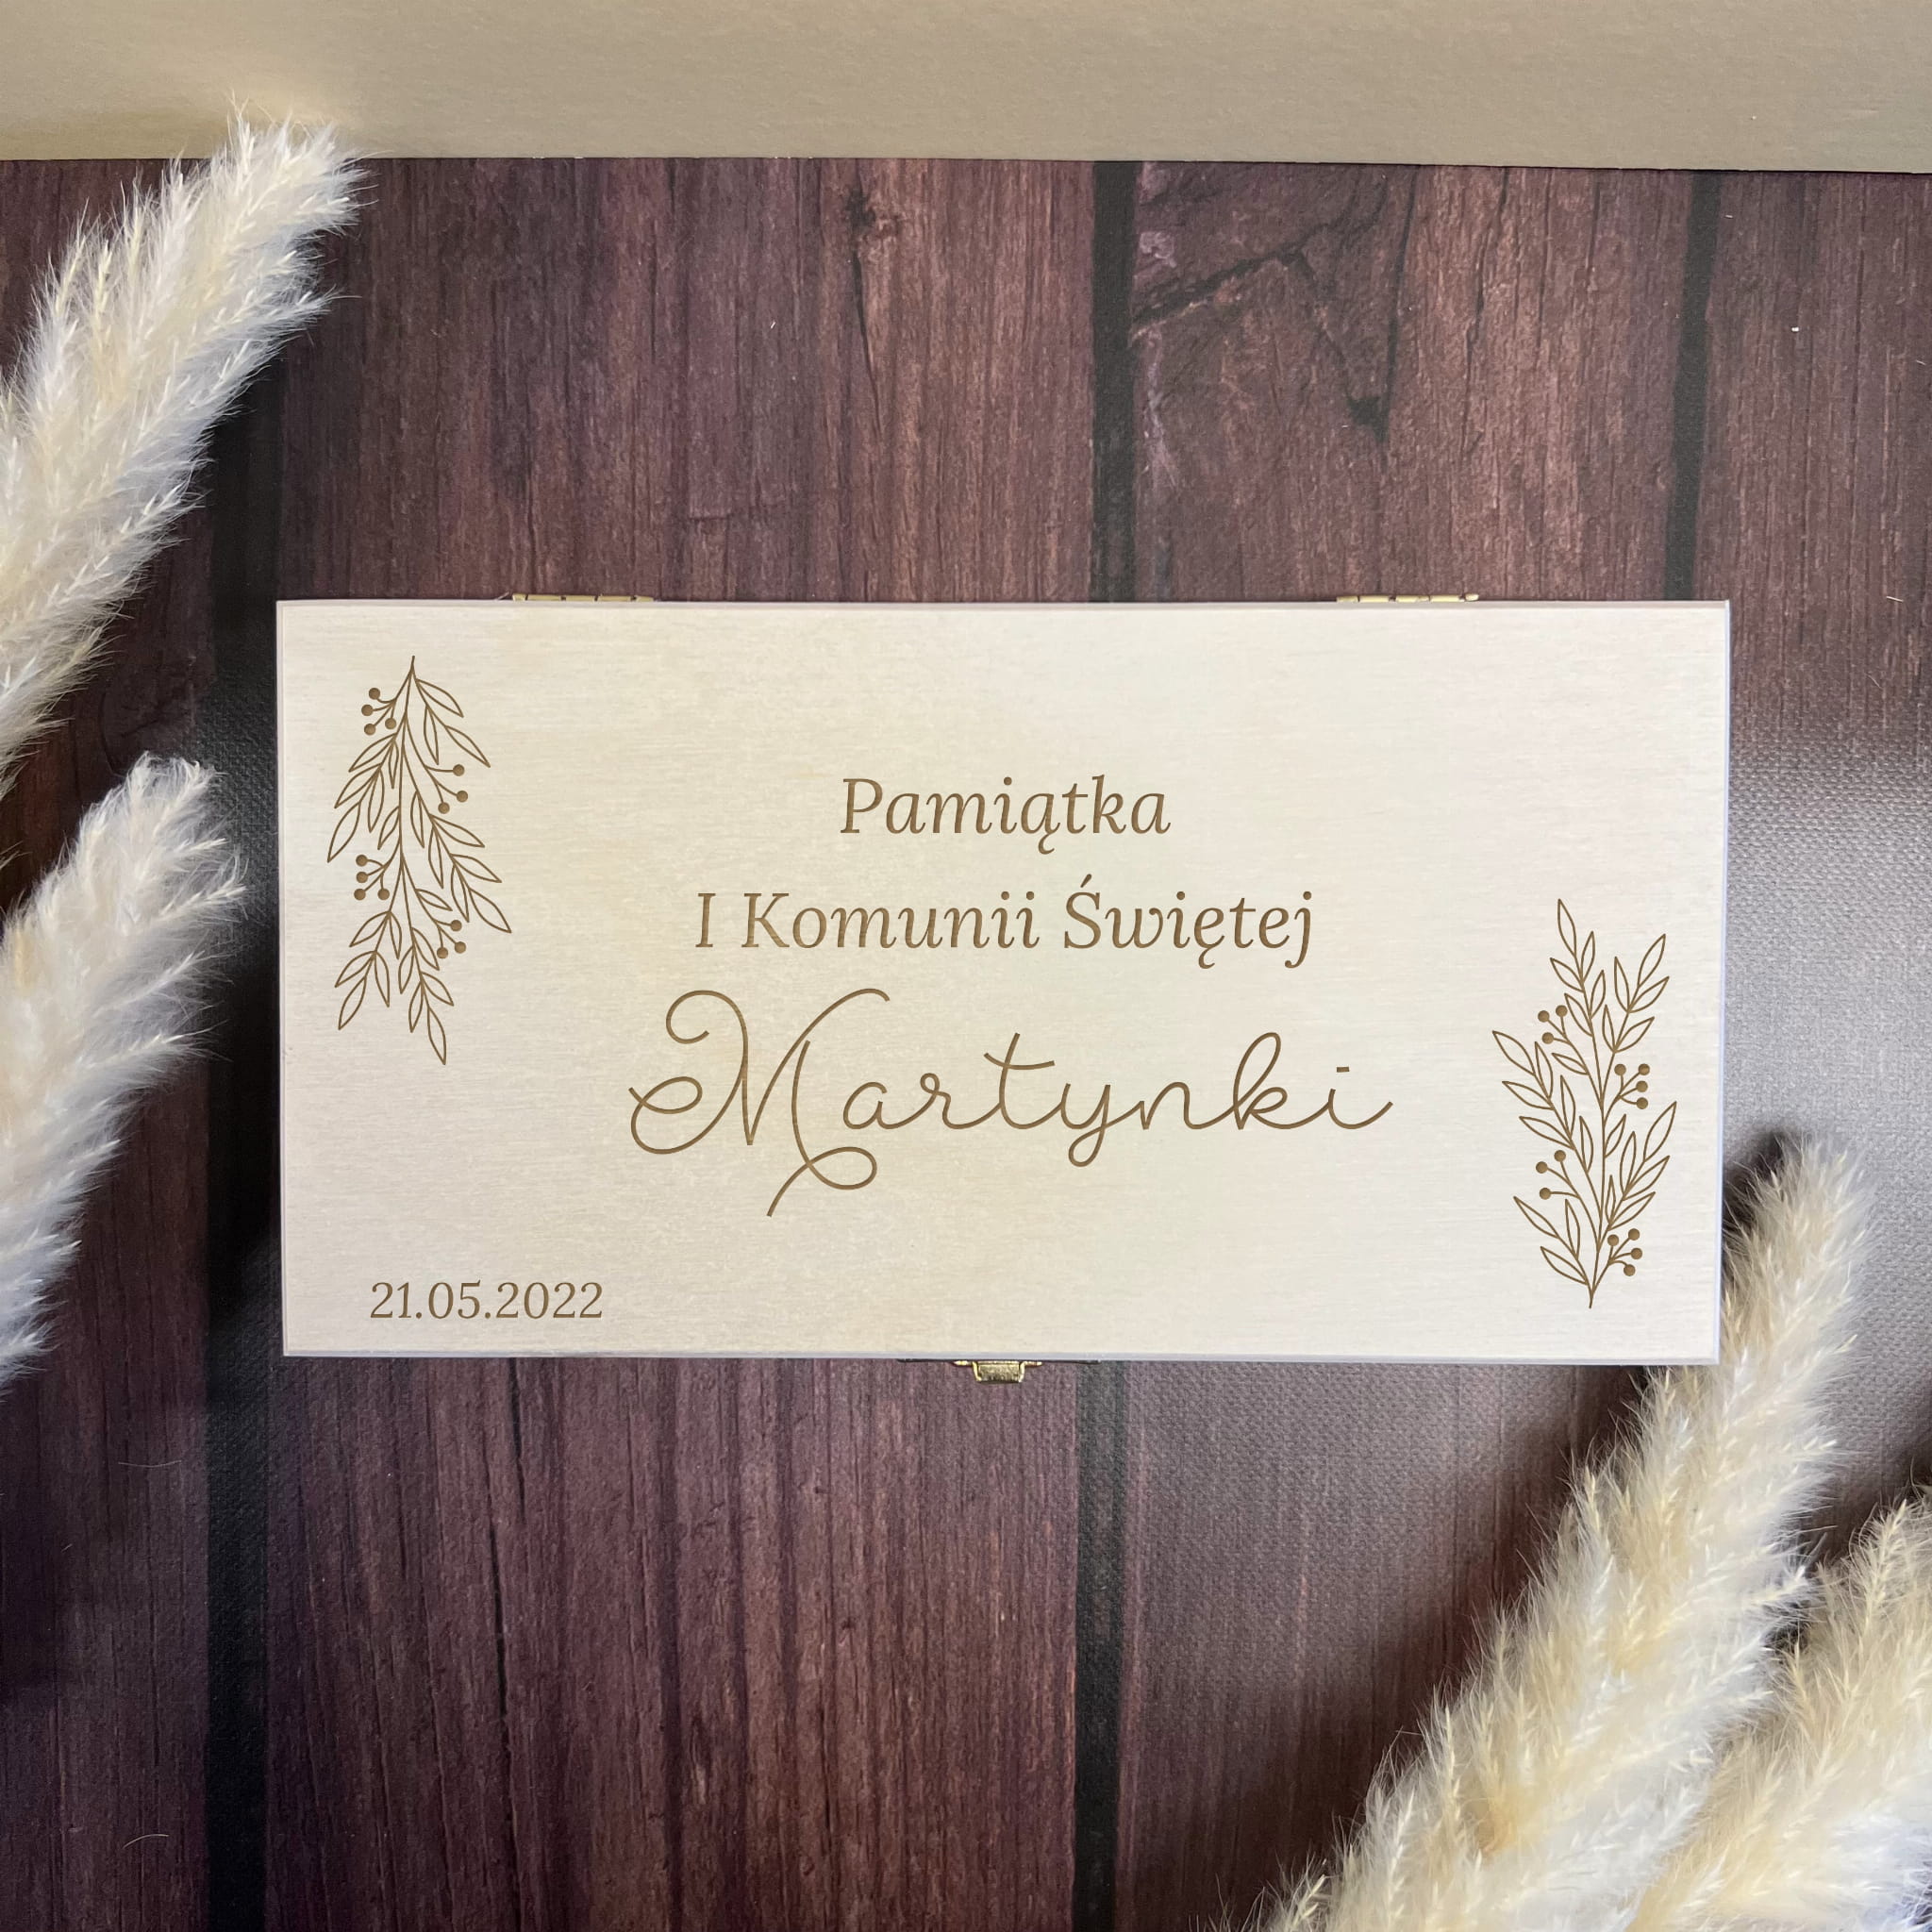 Pamiątka
I Komunii Świętej
Martynki
21.05.2022